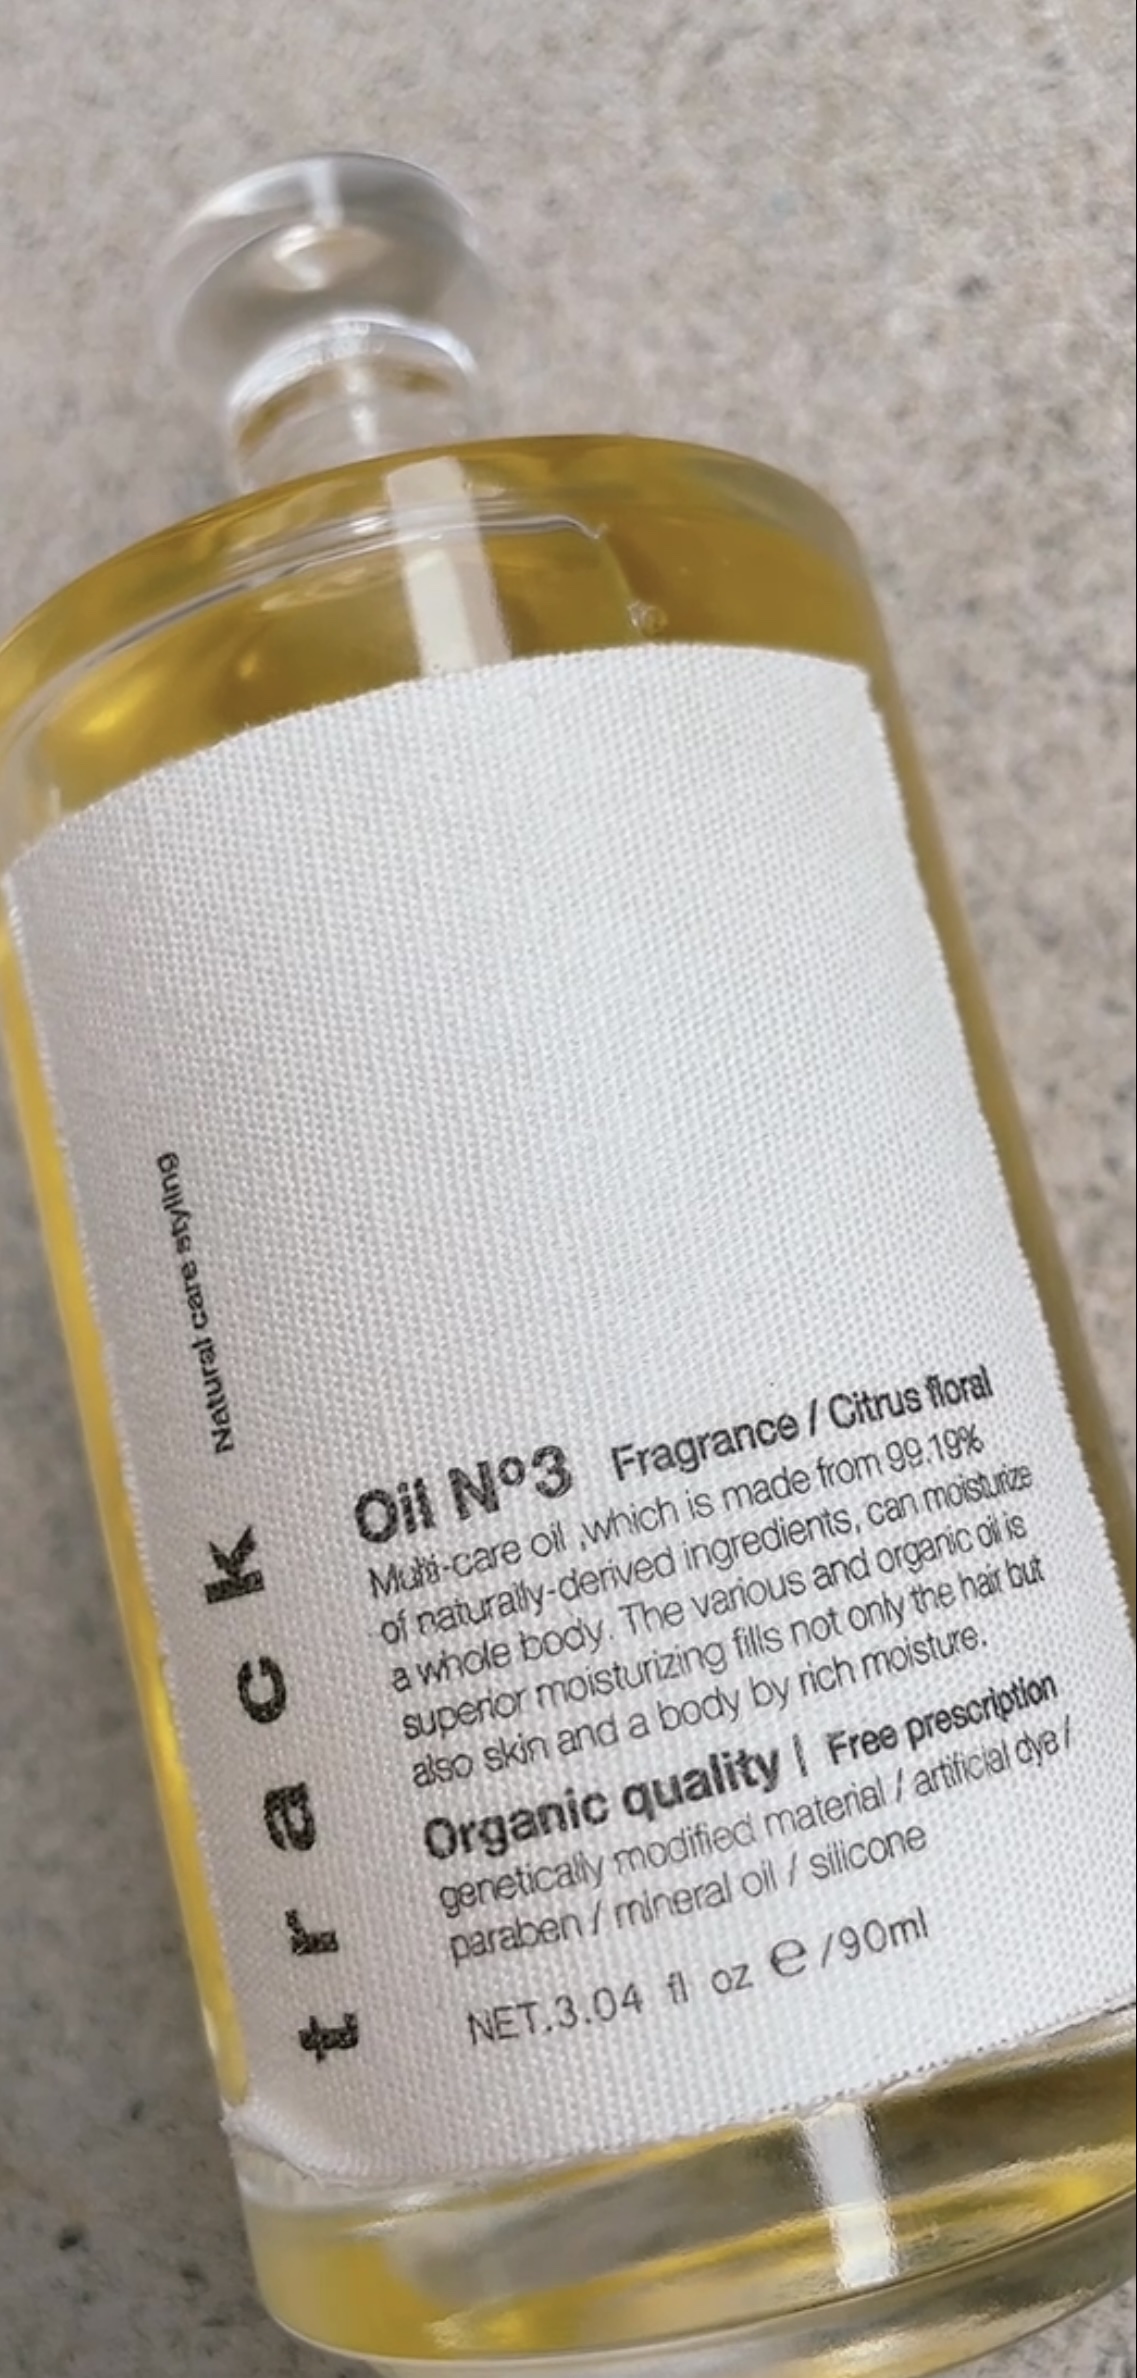 Natural care styling
track
Oil Nº3 Fragrance / Citrus floral
Multi-care oil ,which is made from 99.19%
of naturally-derived ingredients, can moisturize
a whole body. The various and organic oil is
superior moisturizing fills not only the hair but
also skin and a body by rich moisture.
Organic quality | Free prescription
genetically modified material / artificial dye /
paraben / mineral oil / silicone
NET.3.04 fl oz ℮ /90ml